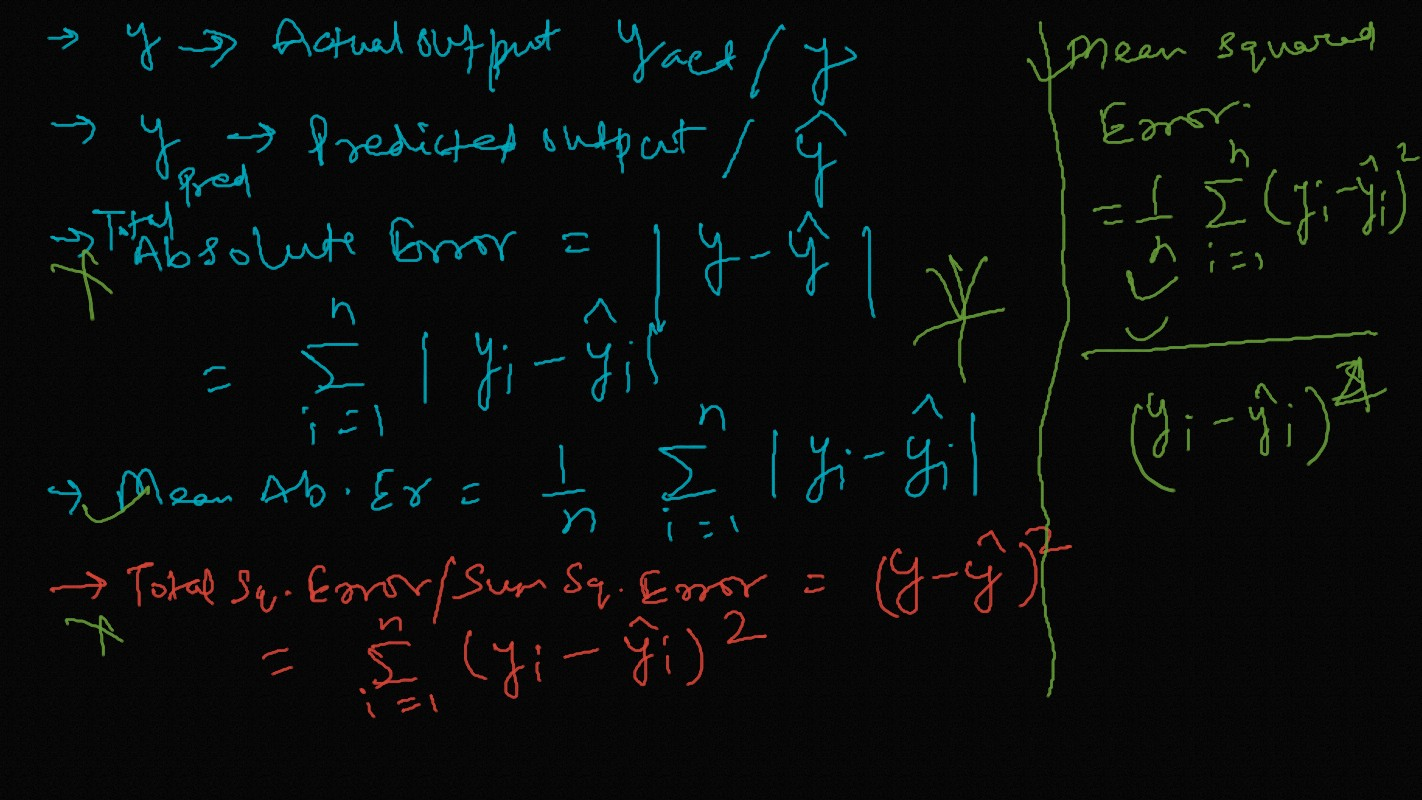 → y → Actual output y_act / y
→ y_pred → Predicted output / ŷ
→ Total Absolute Error = | y - ŷ |
= Σ_{i=1}^{n} | y_i - ŷ_i |
→ Mean Ab. Er = 1/n Σ_{i=1}^{n} | y_i - ŷ_i |
→ Total Sq. Error/Sum Sq. Error = (y - ŷ)^2
= Σ_{i=1}^{n} (y_i - ŷ_i)^2
Mean Squared
Error
= 1/n Σ_{i=1}^{n} (y_i - ŷ_i)^2
(y_i - ŷ_i)